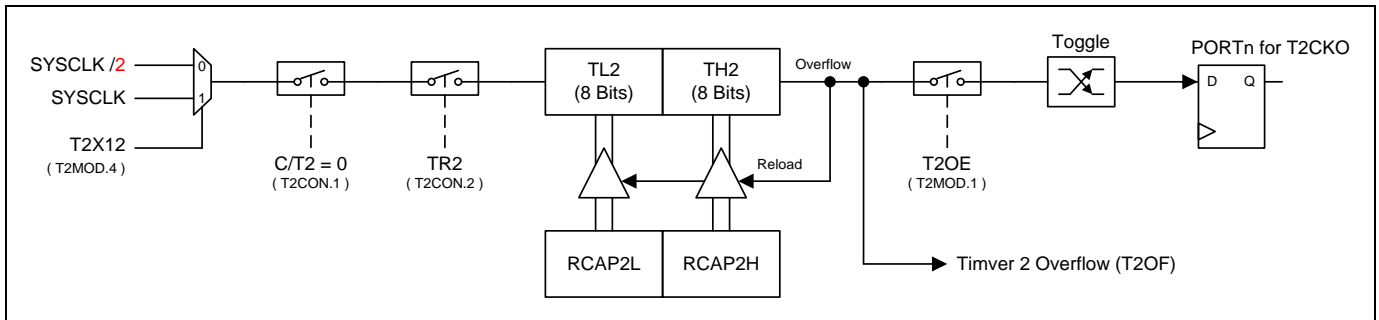 SYSCLK /2
SYSCLK
T2X12
( T2MOD.4 )
0
1
C/T2 = 0
( T2CON.1 )
TR2
( T2CON.2 )
TL2
(8 Bits)
TH2
(8 Bits)
Overflow
Reload
RCAP2L
RCAP2H
T2OE
( T2MOD.1 )
Toggle
PORTn for T2CKO
D
Q
Timver 2 Overflow (T2OF)